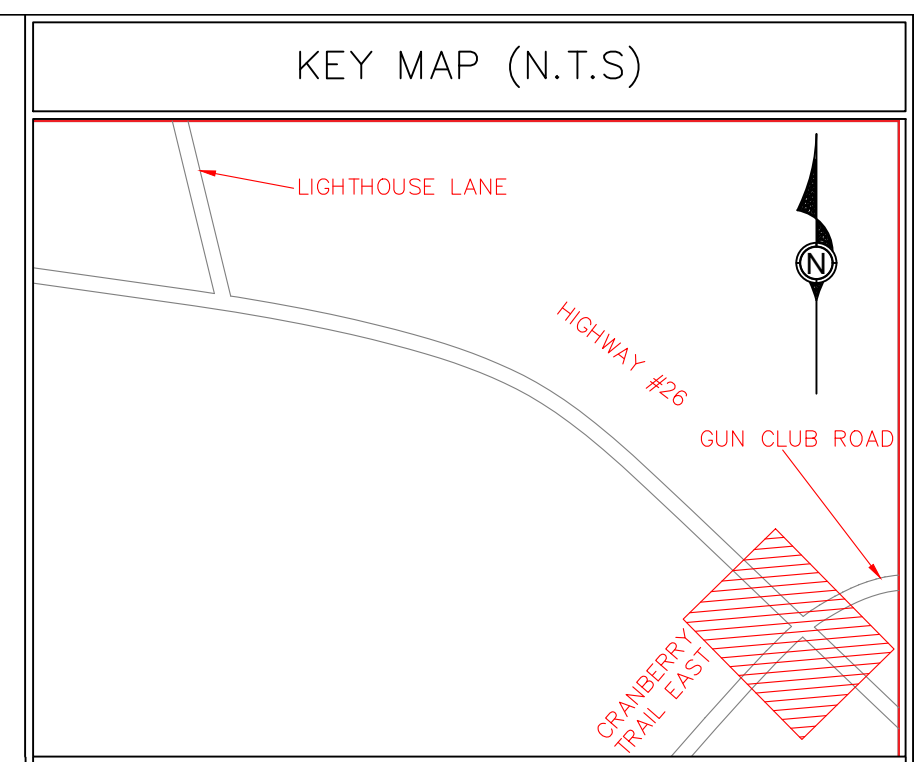 KEY MAP (N.T.S)
LIGHTHOUSE LANE
N
HIGHWAY #26
GUN CLUB ROAD
CRANBERRY
TRAIL EAST